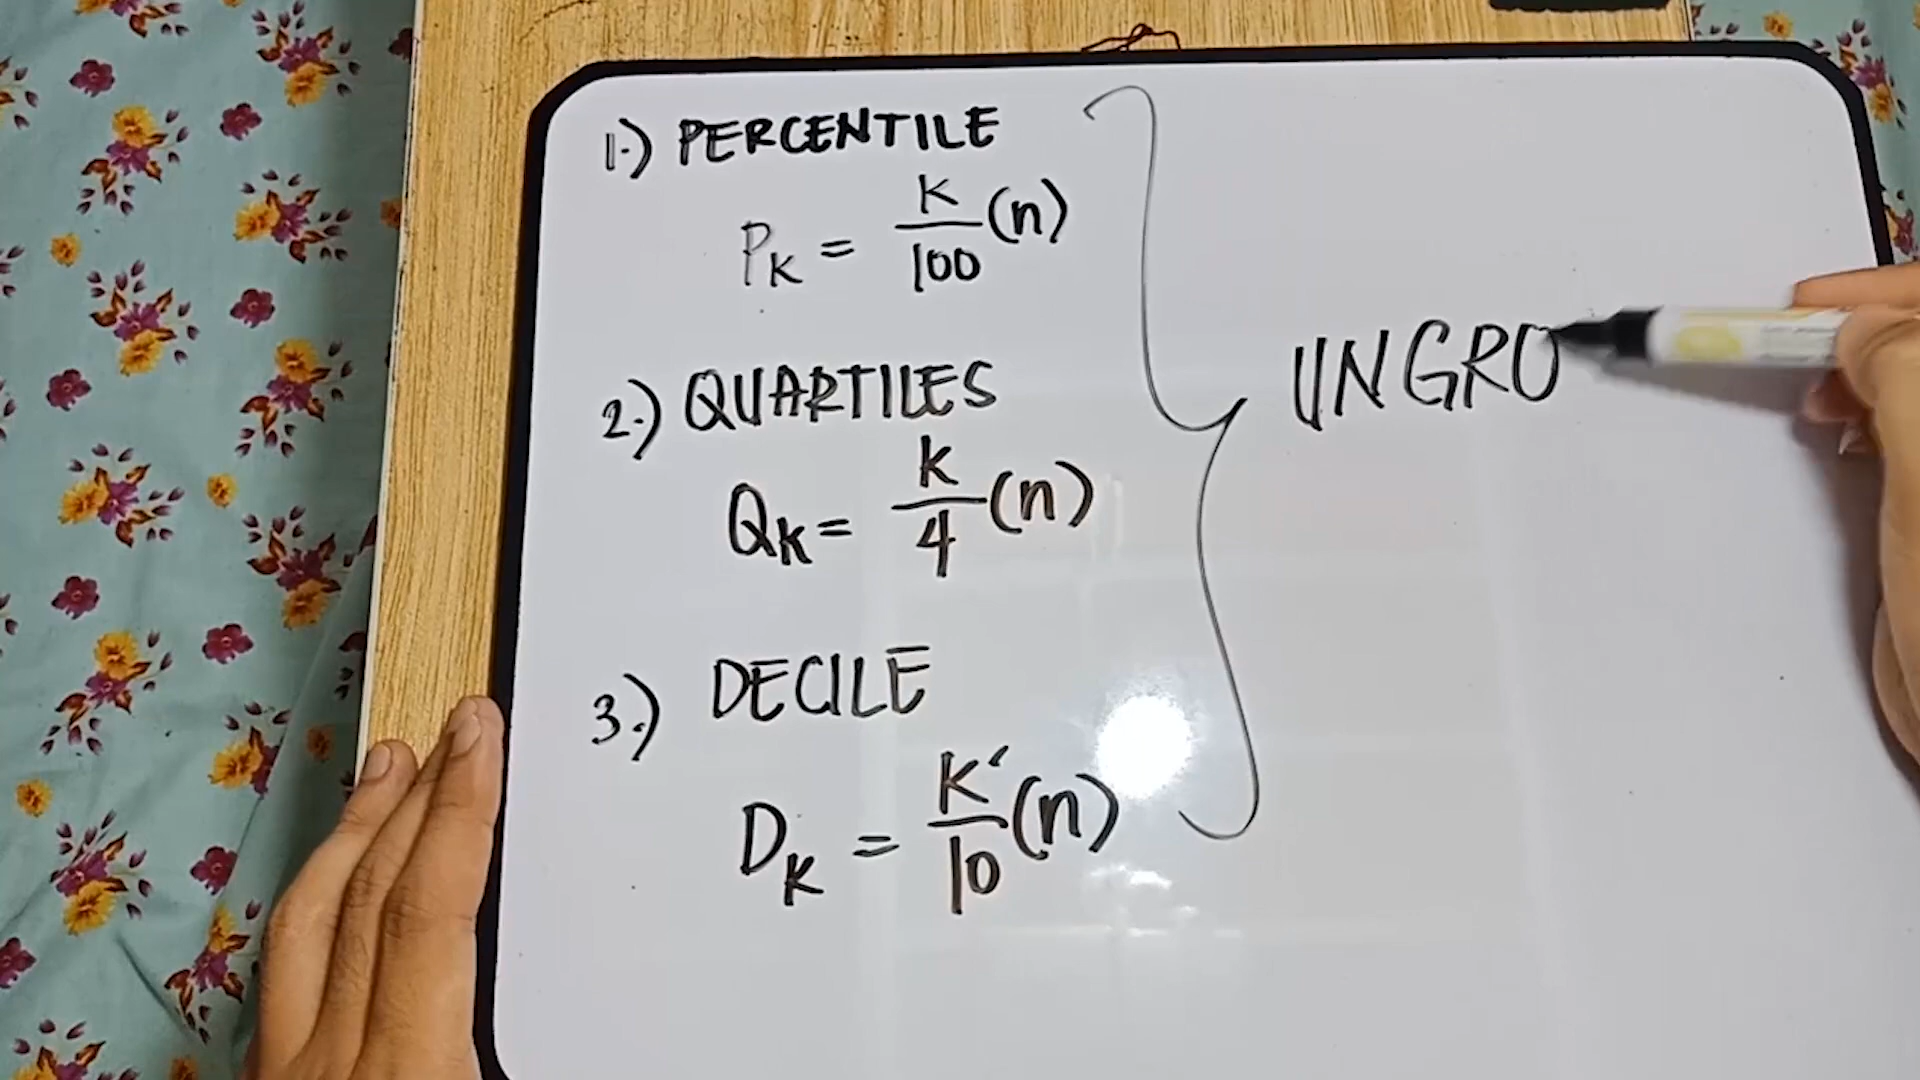 1.) PERCENTILE
PK = K/100 (n)
2.) QUARTILES
QK = K/4 (n)
3.) DECILE
DK = K/10 (n)
UNGRO